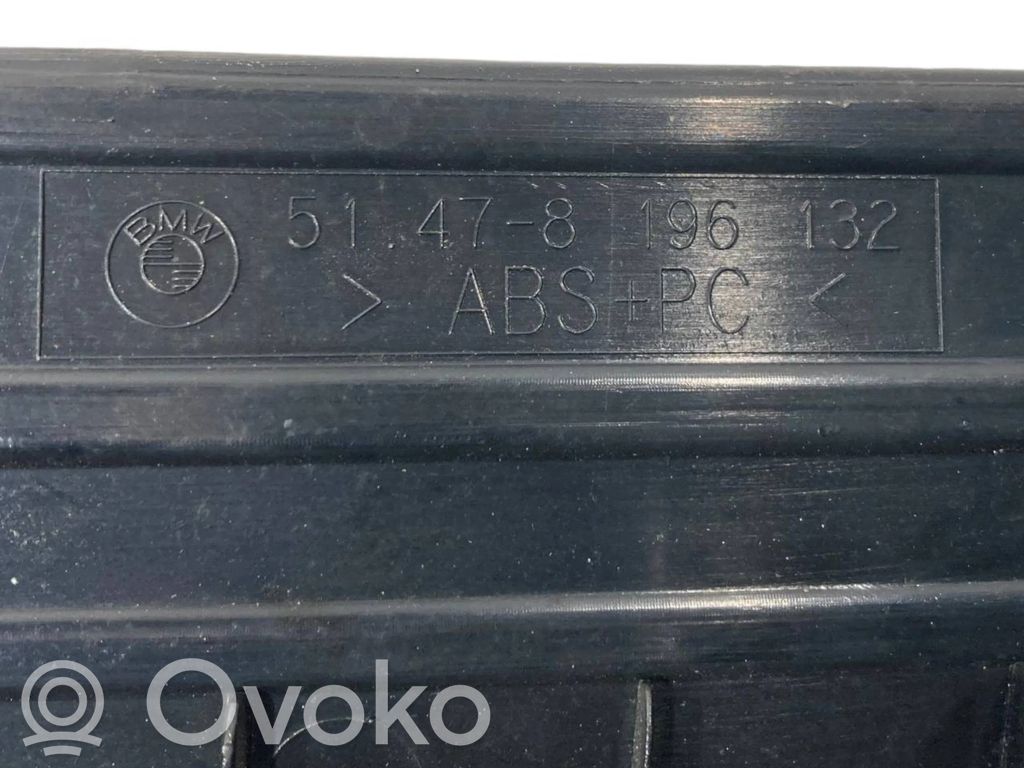 BMW 51.47-8 196 132
> ABS+PC <
Ovoko